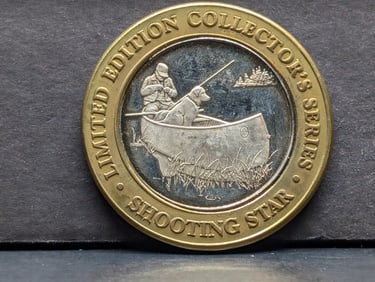 LIMITED EDITION COLLECTOR'S SERIES
• SHOOTING STAR •